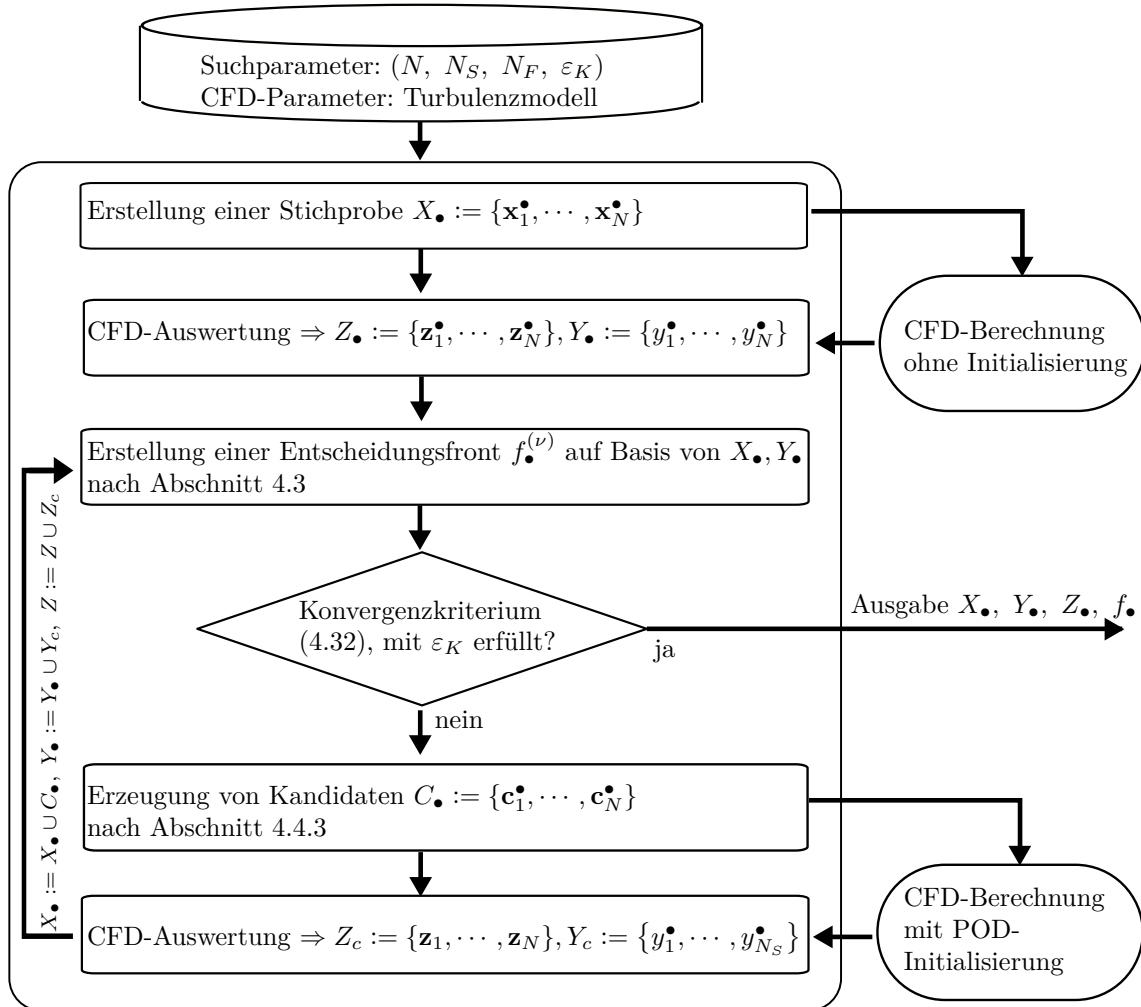 Suchparameter: (N, N_S, N_F, ε_K)
CFD-Parameter: Turbulenzmodell
Erstellung einer Stichprobe X_• := {𝐱_1^•, ⋯ , 𝐱_N^•}
CFD-Auswertung ⇒ Z_• := {𝐳_1^•, ⋯ , 𝐳_N^•}, Y_• := {y_1^•, ⋯ , y_N^•}
CFD-Berechnung
ohne Initialisierung
Erstellung einer Entscheidungsfront f_•^(ν) auf Basis von X_•, Y_•
nach Abschnitt 4.3
Konvergenzkriterium
(4.32), mit ε_K erfüllt?
Ausgabe X_•, Y_•, Z_•, f_•
ja
nein
Erzeugung von Kandidaten C_• := {𝐜_1^•, ⋯ , 𝐜_N^•}
nach Abschnitt 4.4.3
CFD-Auswertung ⇒ Z_c := {𝐳_1, ⋯ , 𝐳_N}, Y_c := {y_1^•, ⋯ , y_{N_S}^•}
CFD-Berechnung
mit POD-
Initialisierung
X_• := X_• ∪ C_•, Y_• := Y_• ∪ Y_c, Z := Z ∪ Z_c